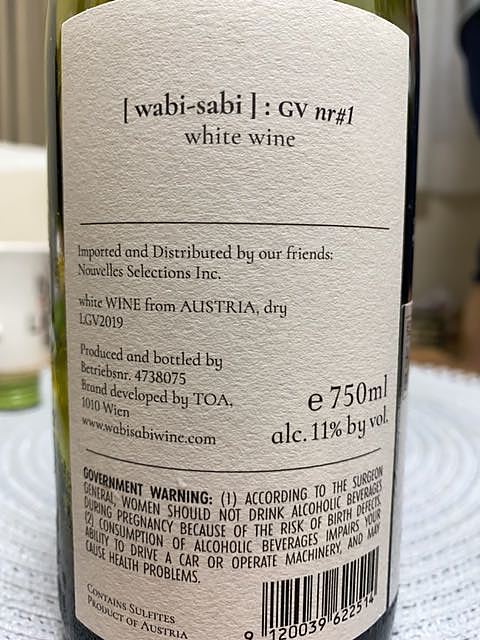 [ wabi-sabi ] : GV nr#1
white wine
Imported and Distributed by our friends:
Nouvelles Selections Inc.
white WINE from AUSTRIA, dry
LGV2019
Produced and bottled by
Betriebsnr. 4738075
Brand developed by TOA,
1010 Wien
www.wabisabiwine.com
e 750ml
alc. 11% by vol.
GOVERNMENT WARNING: (1) ACCORDING TO THE SURGEON
GENERAL, WOMEN SHOULD NOT DRINK ALCOHOLIC BEVERAGES
DURING PREGNANCY BECAUSE OF THE RISK OF BIRTH DEFECTS.
(2) CONSUMPTION OF ALCOHOLIC BEVERAGES IMPAIRS YOUR
ABILITY TO DRIVE A CAR OR OPERATE MACHINERY, AND MAY
CAUSE HEALTH PROBLEMS.
CONTAINS SULFITES
PRODUCT OF AUSTRIA
9 120039 622514